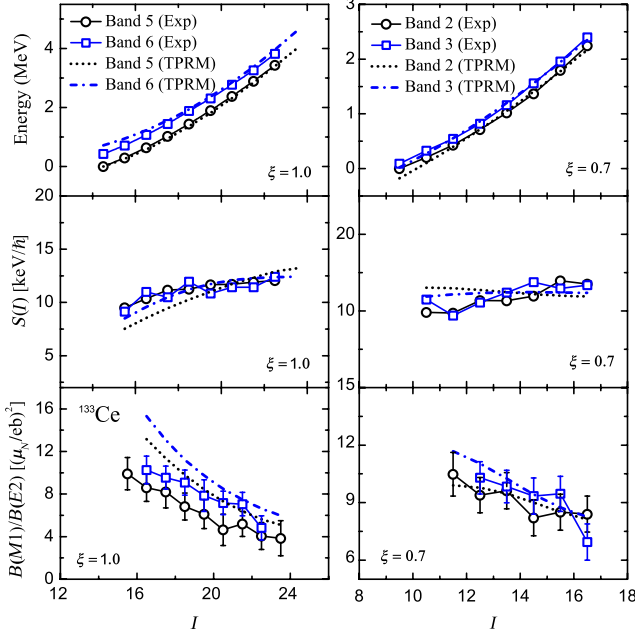 Energy (MeV)
4
2
0
Band 5 (Exp)
Band 6 (Exp)
Band 5 (TPRM)
Band 6 (TPRM)
ξ = 1.0
3
2
1
0
Band 2 (Exp)
Band 3 (Exp)
Band 2 (TPRM)
Band 3 (TPRM)
ξ = 0.7
S(I) [keV/ħ]
20
15
10
5
ξ = 1.0
20
10
15
ξ = 0.7
B(M1)/B(E2) [(μN/eb)²]
16
12
8
4
0
¹³³Ce
ξ = 1.0
12 16 20 24
I
12
9
6
ξ = 0.7
8 10 12 14 16 18
I